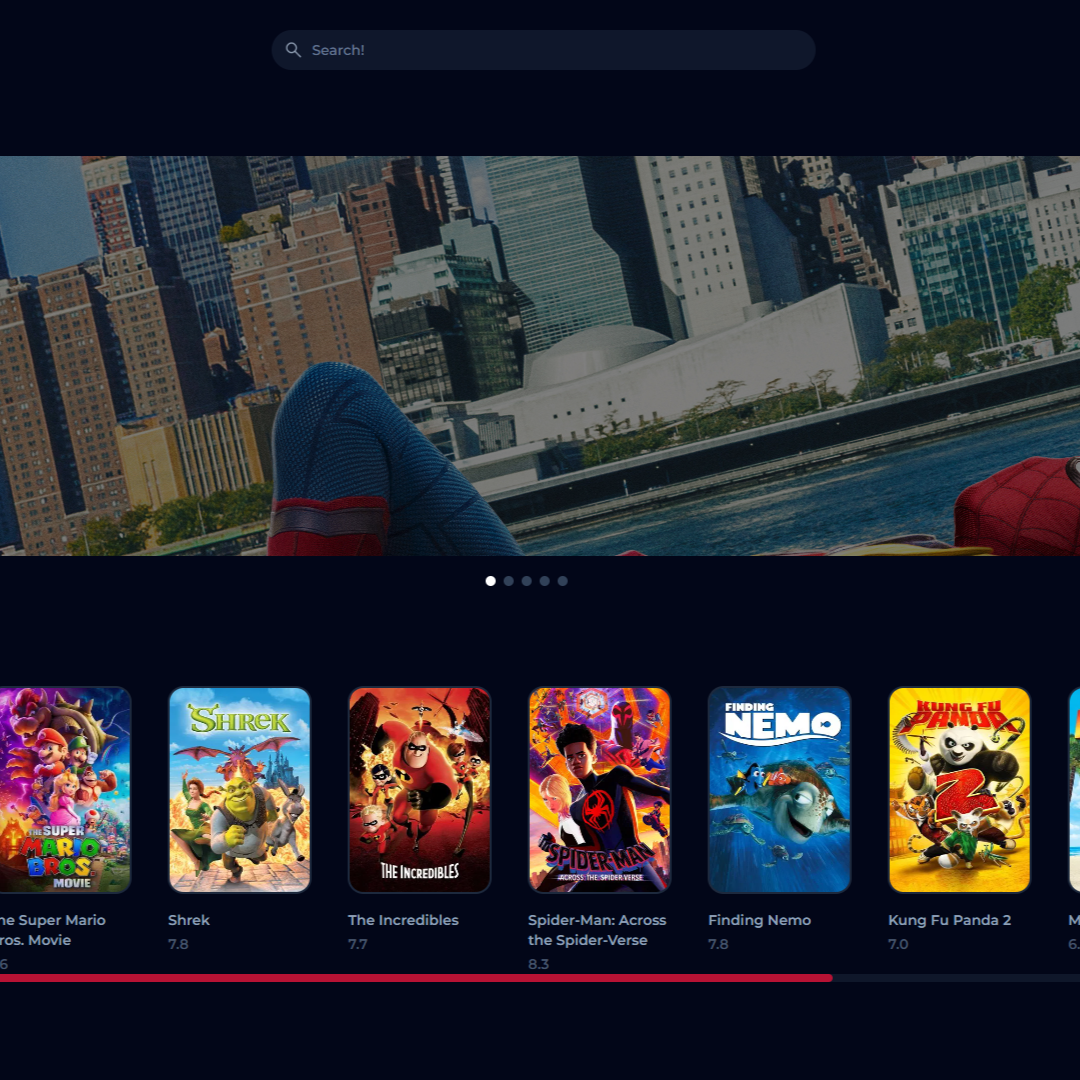 Search!
THE SUPER
MARIO
BROS.
MOVIE
SHREK
THE INCREDIBLES
SPIDER-MAN
ACROSS THE SPIDER-VERSE
FINDING
NEMO
KUNG FU
PANDA
2
he Super Mario
ros. Movie
6
Shrek
7.8
The Incredibles
7.7
Spider-Man: Across
the Spider-Verse
8.3
Finding Nemo
7.8
Kung Fu Panda 2
7.0
M
6.